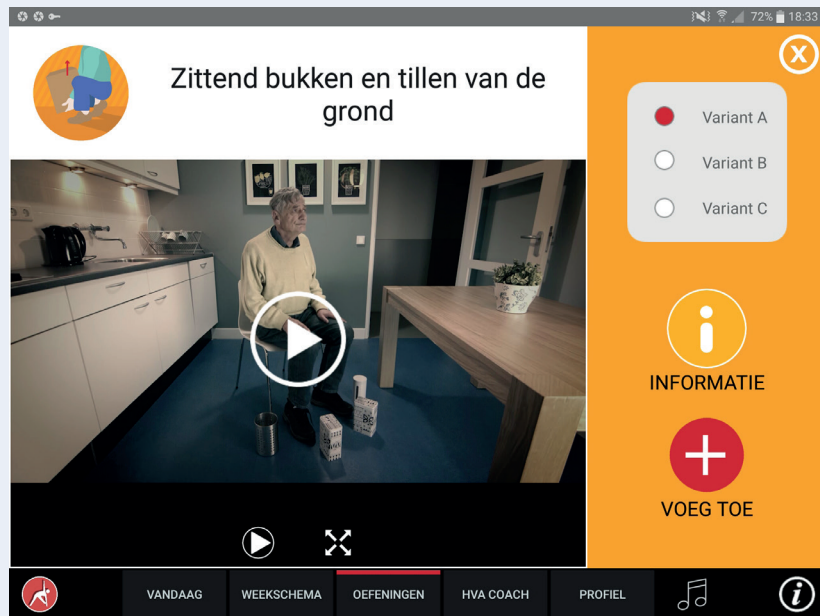 72% 18:33
Zittend bukken en tillen van de
grond
Variant A
Variant B
Variant C
INFORMATIE
VOEG TOE
VANDAAG
WEEKSCHEMA
OEFENINGEN
HVA COACH
PROFIEL